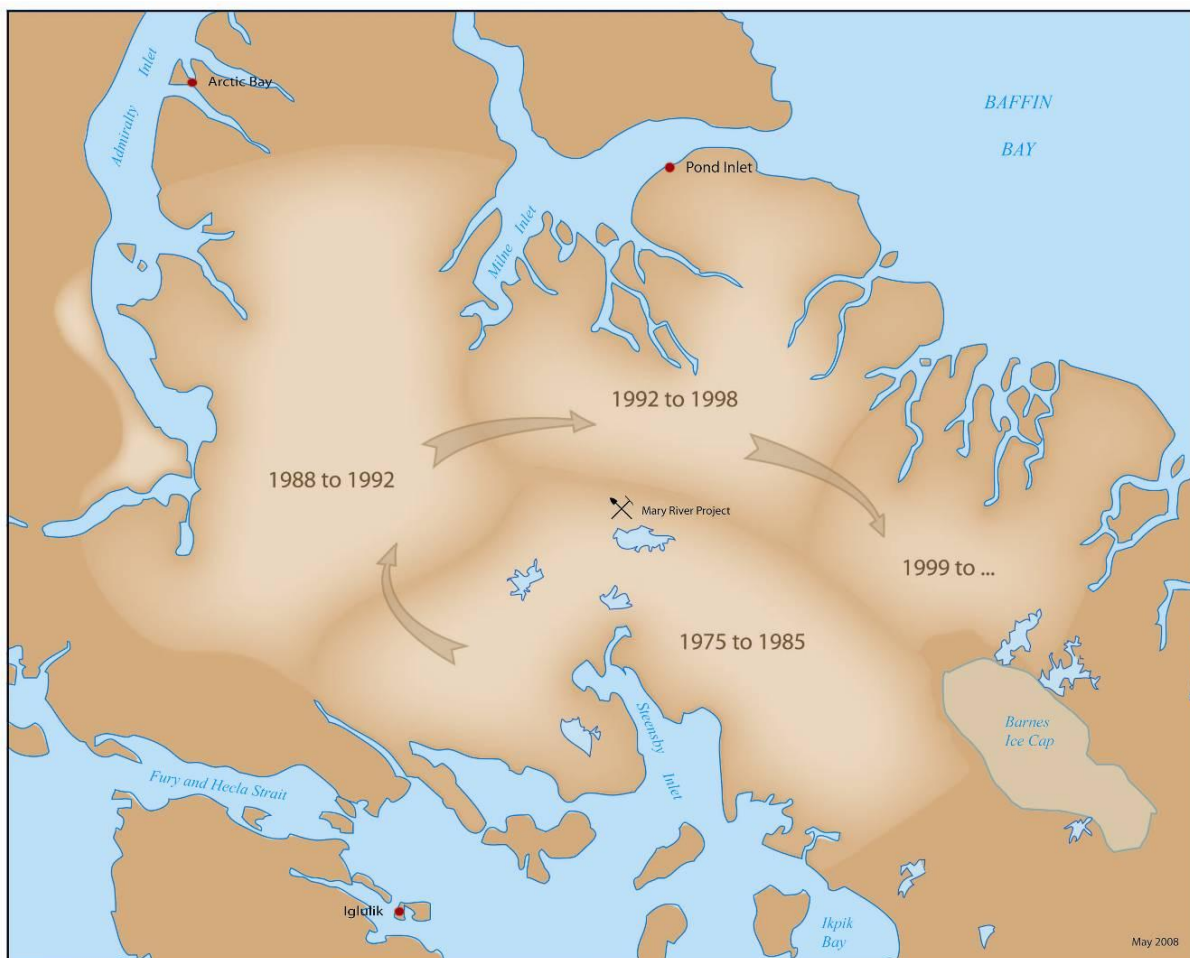 Admiralty Inlet
Arctic Bay
BAFFIN
BAY
Pond Inlet
Milne Inlet
1992 to 1998
1988 to 1992
Mary River Project
1999 to ...
1975 to 1985
Steensby Inlet
Barnes
Ice Cap
Fury and Hecla Strait
Iglulik
Ikpik
Bay
May 2008